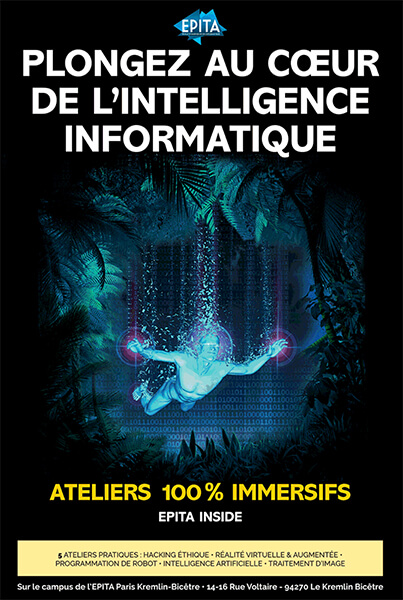 EPITA
PLONGEZ AU CŒUR
DE L'INTELLIGENCE
INFORMATIQUE
ATELIERS 100% IMMERSIFS
EPITA INSIDE
5 ATELIERS PRATIQUES : HACKING ÉTHIQUE • RÉALITÉ VIRTUELLE & AUGMENTÉE •
PROGRAMMATION DE ROBOT • INTELLIGENCE ARTIFICIELLE • TRAITEMENT D'IMAGE
Sur le campus de l'EPITA Paris Kremlin-Bicêtre • 14-16 Rue Voltaire • 94270 Le Kremlin Bicêtre